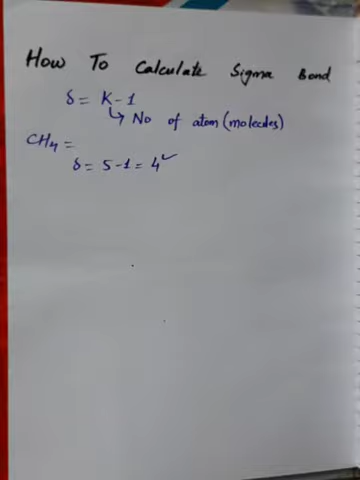 How To Calculate Sigma Bond
δ = K - 1
↳ No of atom (molecules)
CH₄ =
δ = 5 - 1 = 4 ✓